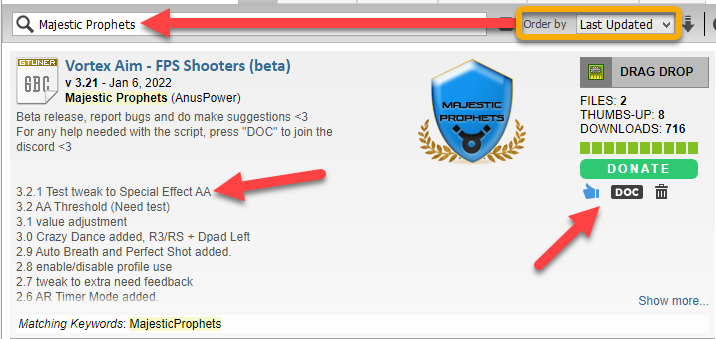 Majestic Prophets
Order by Last Updated
GTUNER
GBC
Vortex Aim - FPS Shooters (beta)
v 3.21 - Jan 6, 2022
Majestic Prophets (AnusPower)
Beta release, report bugs and do make suggestions <3
For any help needed with the script, press "DOC" to join the
discord <3
3.2.1 Test tweak to Special Effect AA
3.2 AA Threshold (Need test)
3.1 value adjustment
3.0 Crazy Dance added, R3/RS + Dpad Left
2.9 Auto Breath and Perfect Shot added.
2.8 enable/disable profile use
2.7 tweak to extra need feedback
2.6 AR Timer Mode added.
MAJESTIC
PROPHETS
DRAG DROP
FILES: 2
THUMBS-UP: 8
DOWNLOADS: 716
DONATE
DOC
Show more...
Matching Keywords: MajesticProphets